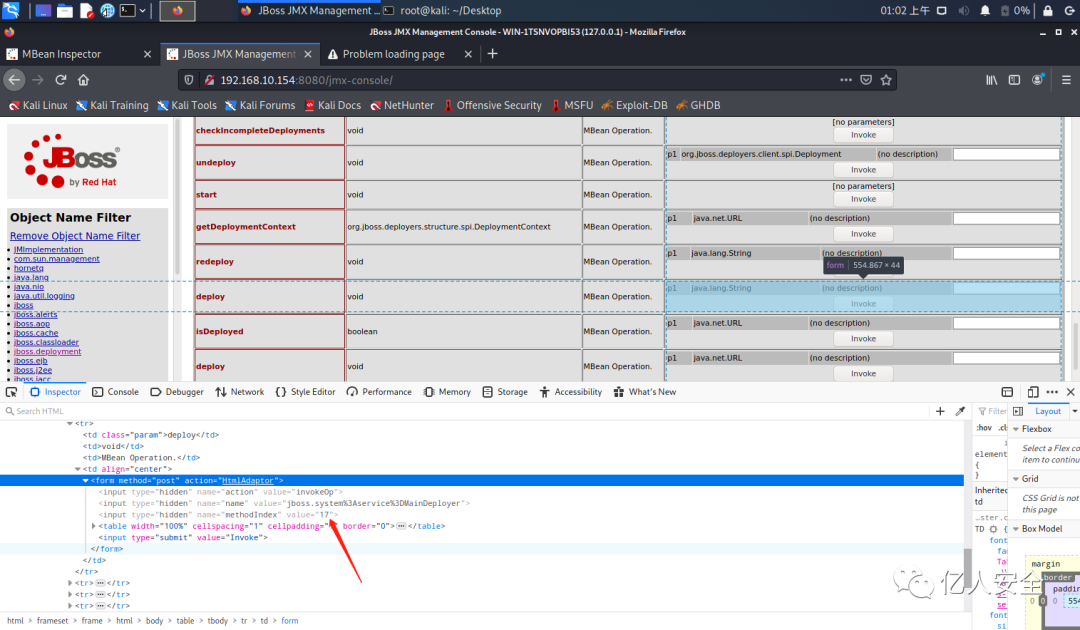 01:02 上午
0%
JBoss JMX Management ...
root@kali: ~/Desktop
JBoss JMX Management Console - WIN-1TSNVOPBI53 (127.0.0.1) - Mozilla Firefox
MBean Inspector
JBoss JMX Management
Problem loading page
192.168.10.154:8080/jmx-console/
Kali Linux Kali Training Kali Tools Kali Forums Kali Docs NetHunter Offensive Security MSFU Exploit-DB GHDB
JBoss
by Red Hat
Object Name Filter
Remove Object Name Filter
JMImplementation
com.sun.management
hornetq
java.lang
java.nio
java.util.logging
jboss
jboss.alerts
jboss.aop
jboss.cache
jboss.classloader
jboss.deployment
jboss.ejb
jboss.j2ee
jboss.jacc
checkIncompleteDeployments void MBean Operation. [no parameters]
Invoke
undeploy void MBean Operation. p1 org.jboss.deployers.client.spi.Deployment (no description)
Invoke
start void MBean Operation. [no parameters]
Invoke
getDeploymentContext org.jboss.deployers.structure.spi.DeploymentContext MBean Operation. p1 java.net.URL (no description)
Invoke
redeploy void MBean Operation. p1 java.lang.String (no description)
form 554.867 × 44
deploy void MBean Operation. p1 java.lang.String (no description)
Invoke
isDeployed boolean MBean Operation. p1 java.net.URL (no description)
Invoke
deploy void MBean Operation. p1 java.net.URL (no description)
Invoke
Inspector Console Debugger Network Style Editor Performance Memory Storage Accessibility What's New
Search HTML
<tr>
<td class="param">deploy</td>
<td>void</td>
<td>MBean Operation.</td>
<td align="center">
<form method="post" action="HtmlAdaptor">
<input type="hidden" name="action" value="invokeOp">
<input type="hidden" name="name" value="jboss.system%3Aservice%3DMainDeployer">
<input type="hidden" name="methodIndex" value="17">
<table width="100%" cellspacing="1" cellpadding= border="0"> </table>
<input type="submit" value="Invoke">
</form>
</td>
</tr>
<tr> </tr>
<tr> </tr>
<tr> </tr>
html > frameset > frame > html > body > table > tbody > tr > td > form
Filter
:hov
element
{
}
Inherited
td
TD
{
Layout
Flexbox
Select a Flex co
item to continu
Grid
CSS Grid is not
this page
Box Model
margin
border
padding
0 0 0 554
亿人安全